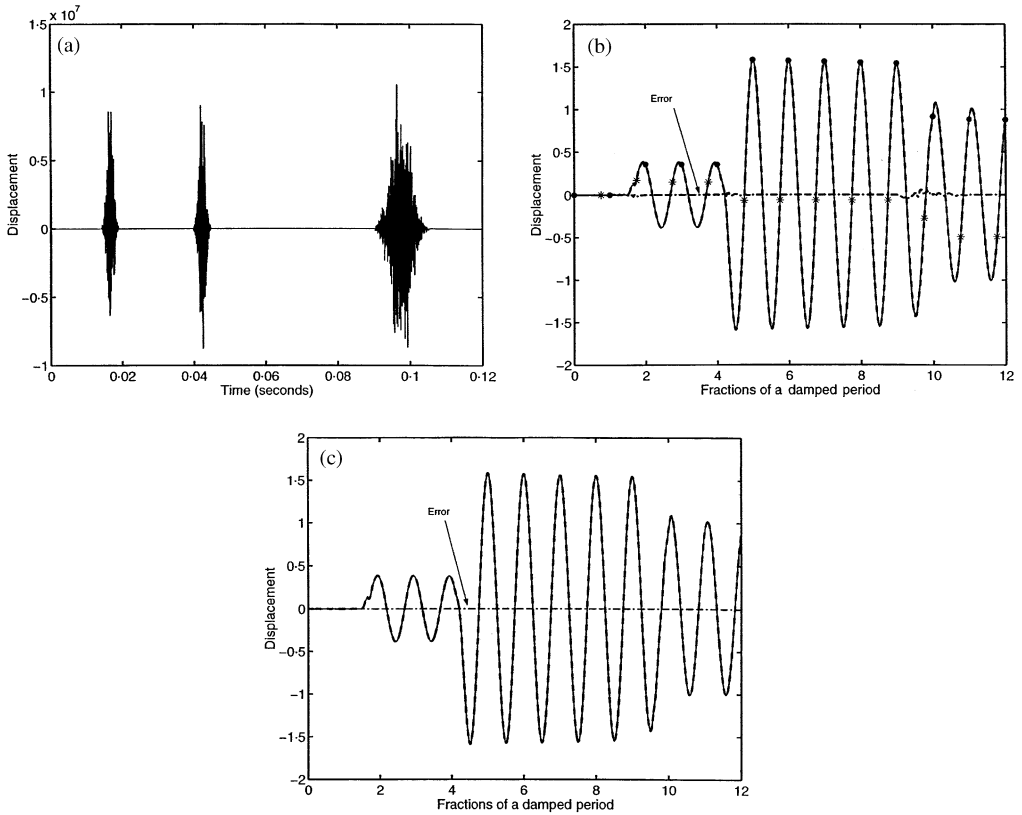 (a)
1·5 × 10⁷
1
0·5
0
−0·5
−1
Displacement
0 0·02 0·04 0·06 0·08 0·1 0·12
Time (seconds)
(b)
2
1·5
1
0·5
0
−0·5
−1
−1·5
−2
Displacement
Error
0 2 4 6 8 10 12
Fractions of a damped period
(c)
2
1·5
1
0·5
0
−0·5
−1
−1·5
−2
Displacement
Error
0 2 4 6 8 10 12
Fractions of a damped period